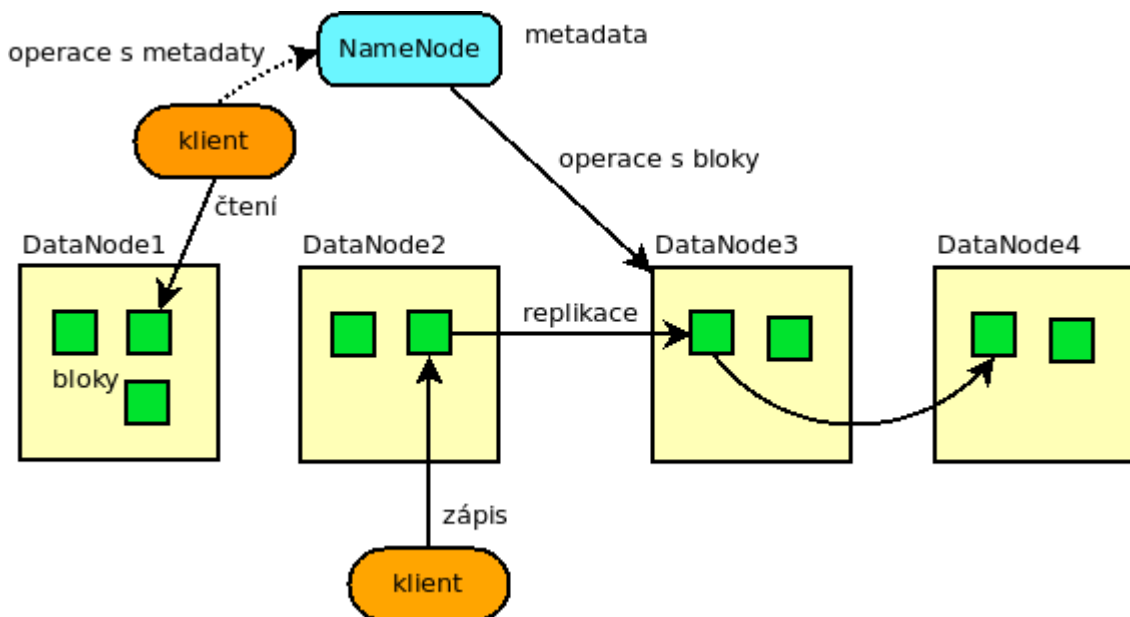 metadata
NameNode
operace s metadaty
klient
operace s bloky
čtení
DataNode1
DataNode2
DataNode3
DataNode4
replikace
bloky
zápis
klient